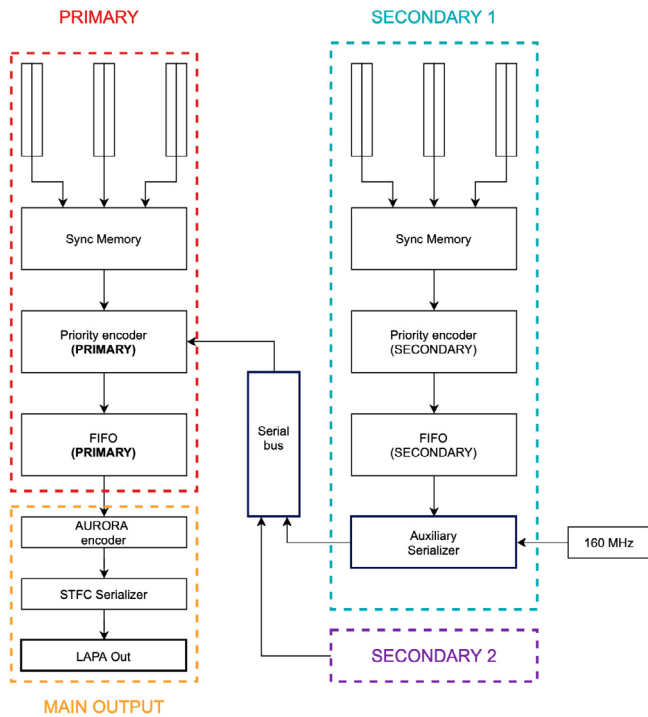 PRIMARY
SECONDARY 1
Sync Memory
Sync Memory
Priority encoder
(PRIMARY)
Priority encoder
(SECONDARY)
FIFO
(PRIMARY)
Serial
bus
FIFO
(SECONDARY)
AURORA
encoder
Auxiliary
Serializer
160 MHz
STFC Serializer
LAPA Out
SECONDARY 2
MAIN OUTPUT